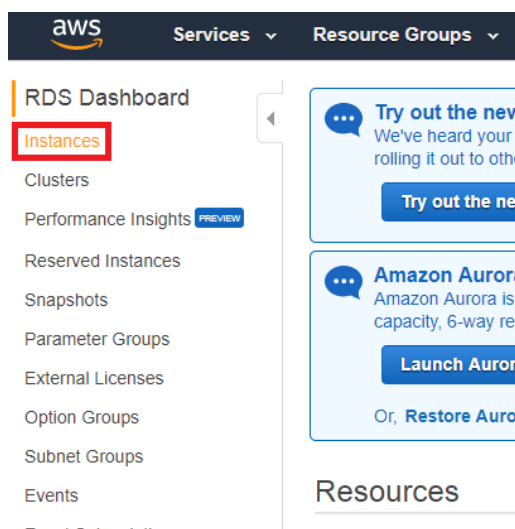 aws Services Resource Groups
RDS Dashboard
Instances
Clusters
Performance Insights PREVIEW
Reserved Instances
Snapshots
Parameter Groups
External Licenses
Option Groups
Subnet Groups
Events
Try out the new
We've heard your
rolling it out to oth
Try out the ne
Amazon Aurora
Amazon Aurora is
capacity, 6-way re
Launch Auror
Or, Restore Auro
Resources